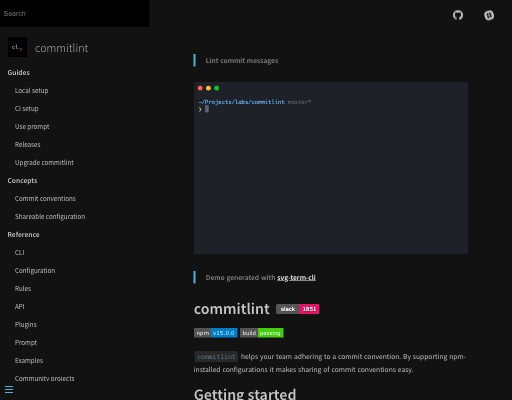 Search
cl.
commitlint
Guides
Local setup
CI setup
Use prompt
Releases
Upgrade commitlint
Concepts
Commit conventions
Shareable configuration
Reference
CLI
Configuration
Rules
API
Plugins
Prompt
Examples
Community projects
Lint commit messages
~/Projects/labs/commitlint master*
❯
Demo generated with svg-term-cli
commitlint slack 1851
npm v15.0.0 build passing
commitlint helps your team adhering to a commit convention. By supporting npm-
installed configurations it makes sharing of commit conventions easy.
Getting started